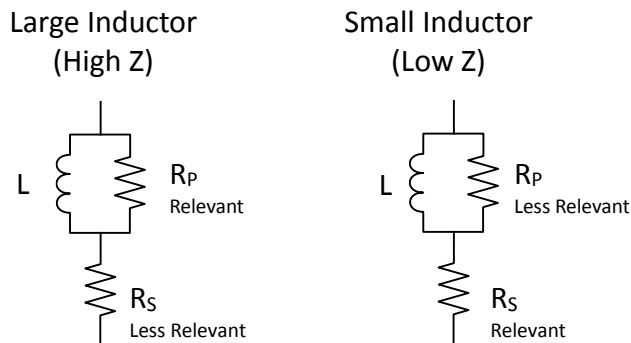 Large Inductor
(High Z)
L
RP
Relevant
RS
Less Relevant
Small Inductor
(Low Z)
L
RP
Less Relevant
RS
Relevant